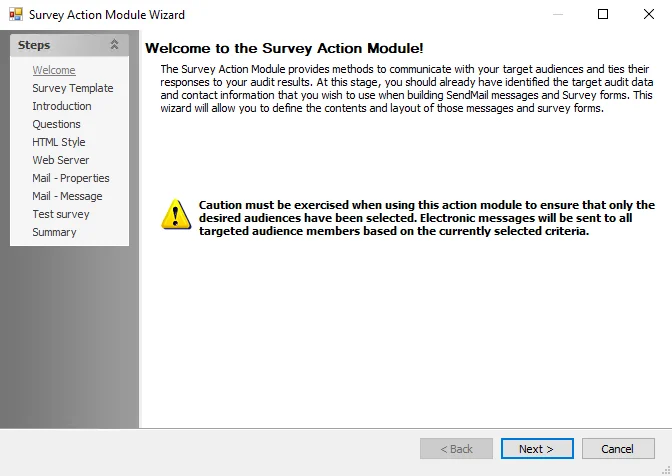 Survey Action Module Wizard
Steps
Welcome
Survey Template
Introduction
Questions
HTML Style
Web Server
Mail - Properties
Mail - Message
Test survey
Summary
Welcome to the Survey Action Module!
The Survey Action Module provides methods to communicate with your target audiences and ties their
responses to your audit results. At this stage, you should already have identified the target audit data
and contact information that you wish to use when building SendMail messages and Survey forms. This
wizard will allow you to define the contents and layout of those messages and survey forms.
Caution must be exercised when using this action module to ensure that only the
desired audiences have been selected. Electronic messages will be sent to all
targeted audience members based on the currently selected criteria.
< Back
Next >
Cancel